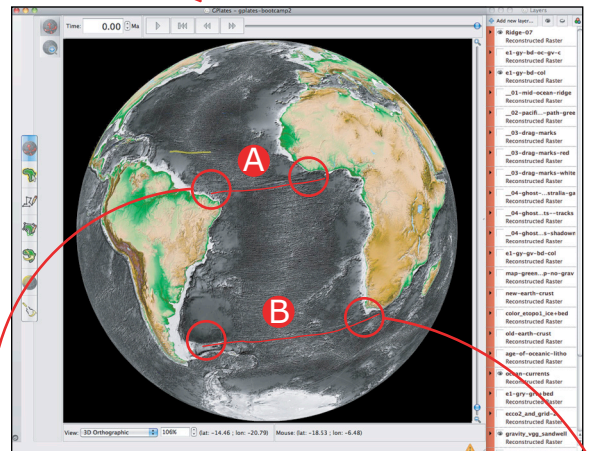 GPlates - gplates-bootcamp2
Layers
Time: 0.00 Ma
Add new layer...
Ridge-07
Reconstructed Raster
e1-gy-bd-oc-gv-c
Reconstructed Raster
e1-gy-bd-col
Reconstructed Raster
__01-mid-ocean-ridge
Reconstructed Raster
__02-pacifi...-path-gree
Reconstructed Raster
__03-drag-marks
Reconstructed Raster
__03-drag-marks-red
Reconstructed Raster
__03-drag-marks-white
Reconstructed Raster
__04-ghost-...stralia-ga
Reconstructed Raster
__04-ghost...ts--tracks
Reconstructed Raster
__04-ghost...s-shadown
Reconstructed Raster
e1-gy-gv-bd-col
Reconstructed Raster
map-green...p-no-grav
Reconstructed Raster
new-earth-crust
Reconstructed Raster
color_etopo1_ice+bed
Reconstructed Raster
old-earth-crust
Reconstructed Raster
age-of-oceanic-litho
Reconstructed Raster
ocean-currents
Reconstructed Raster
e1-gry-grv+bed
Reconstructed Raster
ecco2_and_grid-2
Reconstructed Raster
gravity_vgg_sandwell
Reconstructed Raster
A
B
View: 3D Orthographic 106% (lat: -14.46 ; lon: -20.79) Mouse: (lat: -18.53 ; lon: -6.48)